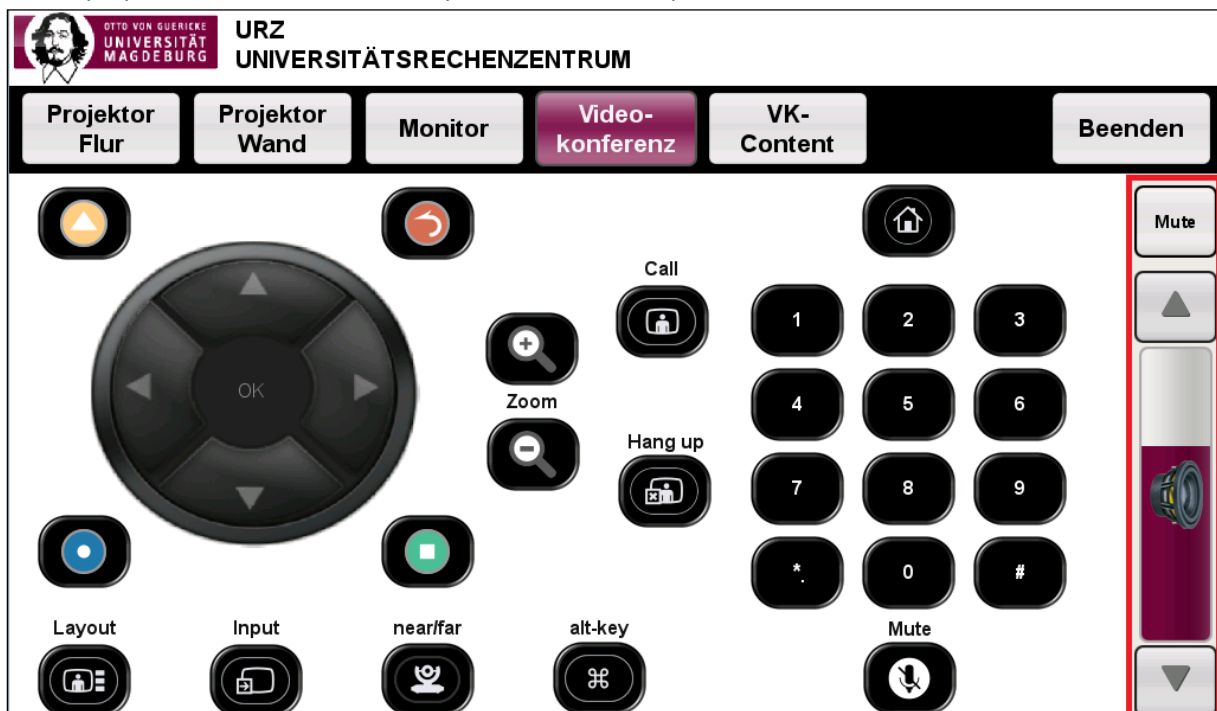 OTTO VON GUERICKE
UNIVERSITÄT
MAGDEBURG
URZ
UNIVERSITÄTSRECHENZENTRUM
Projektor
Flur
Projektor
Wand
Monitor
Video-
konferenz
VK-
Content
Beenden
Mute
Call
1 2 3
OK
Zoom
4 5 6
Hang up
7 8 9
*. 0 #
Layout
Input
near/far
alt-key
Mute